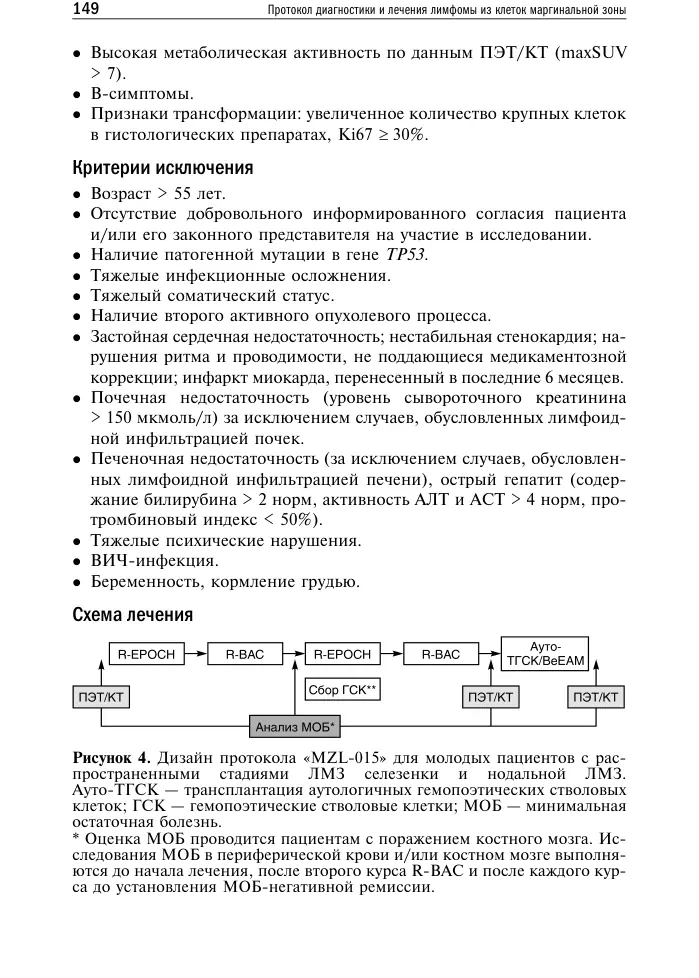 149
Протокол диагностики и лечения лимфомы из клеток маргинальной зоны
● Высокая метаболическая активность по данным ПЭТ/КТ (maxSUV
> 7).
● В-симптомы.
● Признаки трансформации: увеличенное количество крупных клеток
в гистологических препаратах, Ki67 ≥ 30%.
Критерии исключения
● Возраст > 55 лет.
● Отсутствие добровольного информированного согласия пациента
и/или его законного представителя на участие в исследовании.
● Наличие патогенной мутации в гене TP53.
● Тяжелые инфекционные осложнения.
● Тяжелый соматический статус.
● Наличие второго активного опухолевого процесса.
● Застойная сердечная недостаточность; нестабильная стенокардия; на-
рушения ритма и проводимости, не поддающиеся медикаментозной
коррекции; инфаркт миокарда, перенесенный в последние 6 месяцев.
● Почечная недостаточность (уровень сывороточного креатинина
> 150 мкмоль/л) за исключением случаев, обусловленных лимфоид-
ной инфильтрацией почек.
● Печеночная недостаточность (за исключением случаев, обусловлен-
ных лимфоидной инфильтрацией печени), острый гепатит (содер-
жание билирубина > 2 норм, активность АЛТ и АСТ > 4 норм, про-
тромбиновый индекс < 50%).
● Тяжелые психические нарушения.
● ВИЧ-инфекция.
● Беременность, кормление грудью.
Схема лечения
R-EPOCH
R-BAC
R-EPOCH
R-BAC
Ауто-
ТГСК/BeEAM
ПЭТ/КТ
Сбор ГСК**
ПЭТ/КТ
ПЭТ/КТ
Анализ МОБ*
Рисунок 4. Дизайн протокола «MZL-015» для молодых пациентов с рас-
пространенными стадиями ЛМЗ селезенки и нодальной ЛМЗ.
Ауто-ТГСК — трансплантация аутологичных гемопоэтических стволовых
клеток; ГСК — гемопоэтические стволовые клетки; МОБ — минимальная
остаточная болезнь.
* Оценка МОБ проводится пациентам с поражением костного мозга. Ис-
следования МОБ в периферической крови и/или костном мозге выполня-
ются до начала лечения, после второго курса R-BAC и после каждого кур-
са до установления МОБ-негативной ремиссии.